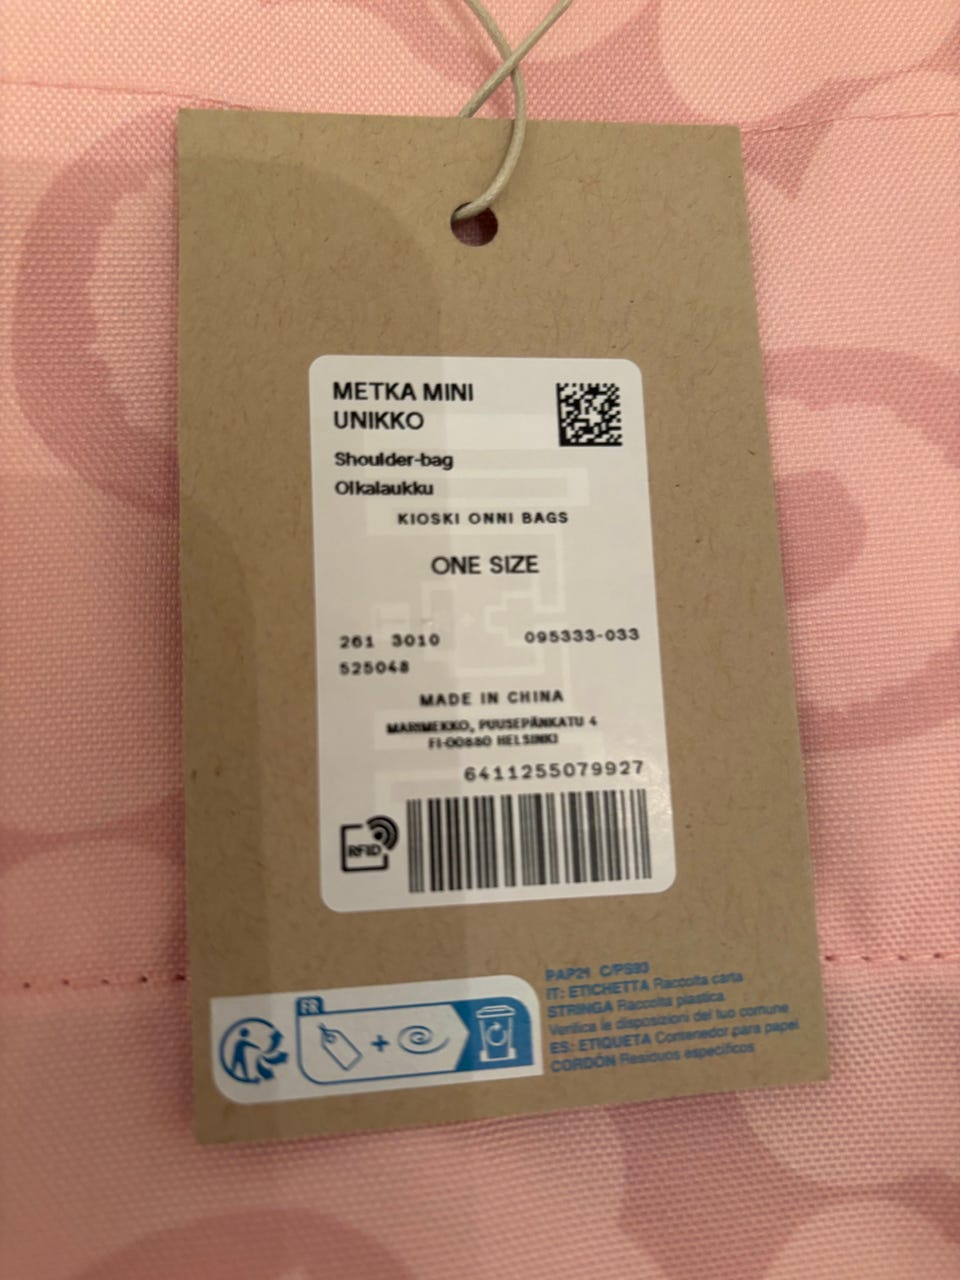 METKA MINI
UNIKKO
Shoulder-bag
Olkalaukku
KIOSKI ONNI BAGS
ONE SIZE
261 3010 095333-033
525048
MADE IN CHINA
MARIMEKKO, PUUSEPÄNKATU 4
FI-00880 HELSINKI
6411255079927
RFID
FR
PAP21 C/PS93
IT: ETICHETTA Raccolta carta
STRINGA Raccolta plastica
Verifica le disposizioni del tuo comune
ES: ETIQUETA Contenedor para papel
CORDÓN Residuos específicos